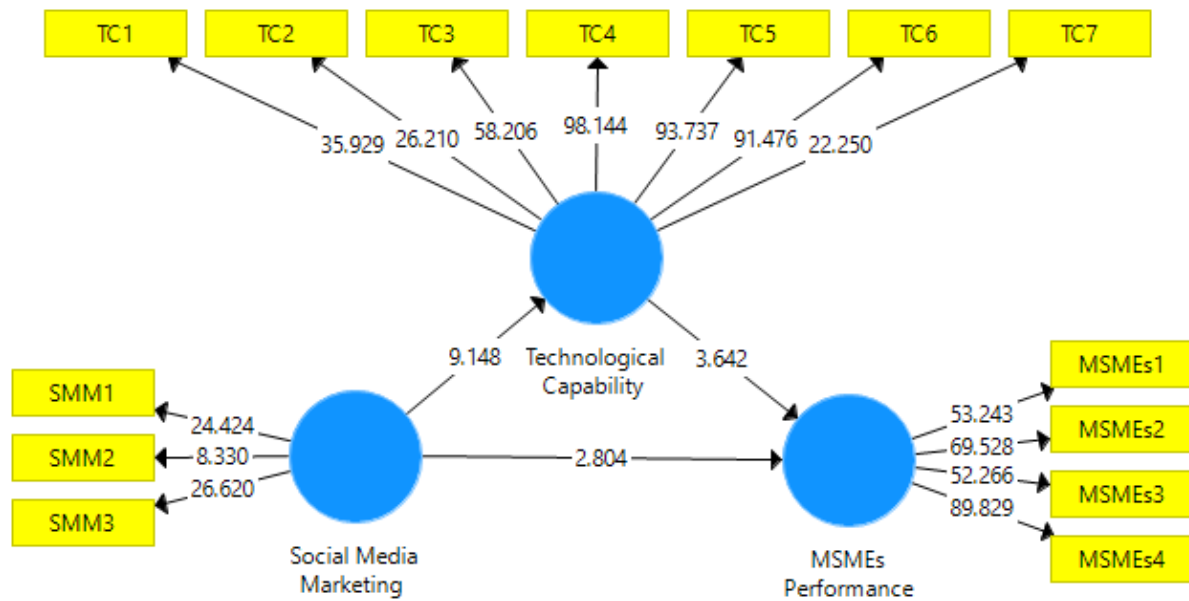 TC1
TC2
TC3
TC4
TC5
TC6
TC7
35.929
26.210
58.206
98.144
93.737
91.476
22.250
Technological
Capability
9.148
3.642
SMM1
SMM2
SMM3
24.424
8.330
26.620
Social Media
Marketing
2.804
MSMEs
Performance
53.243
69.528
52.266
89.829
MSMEs1
MSMEs2
MSMEs3
MSMEs4